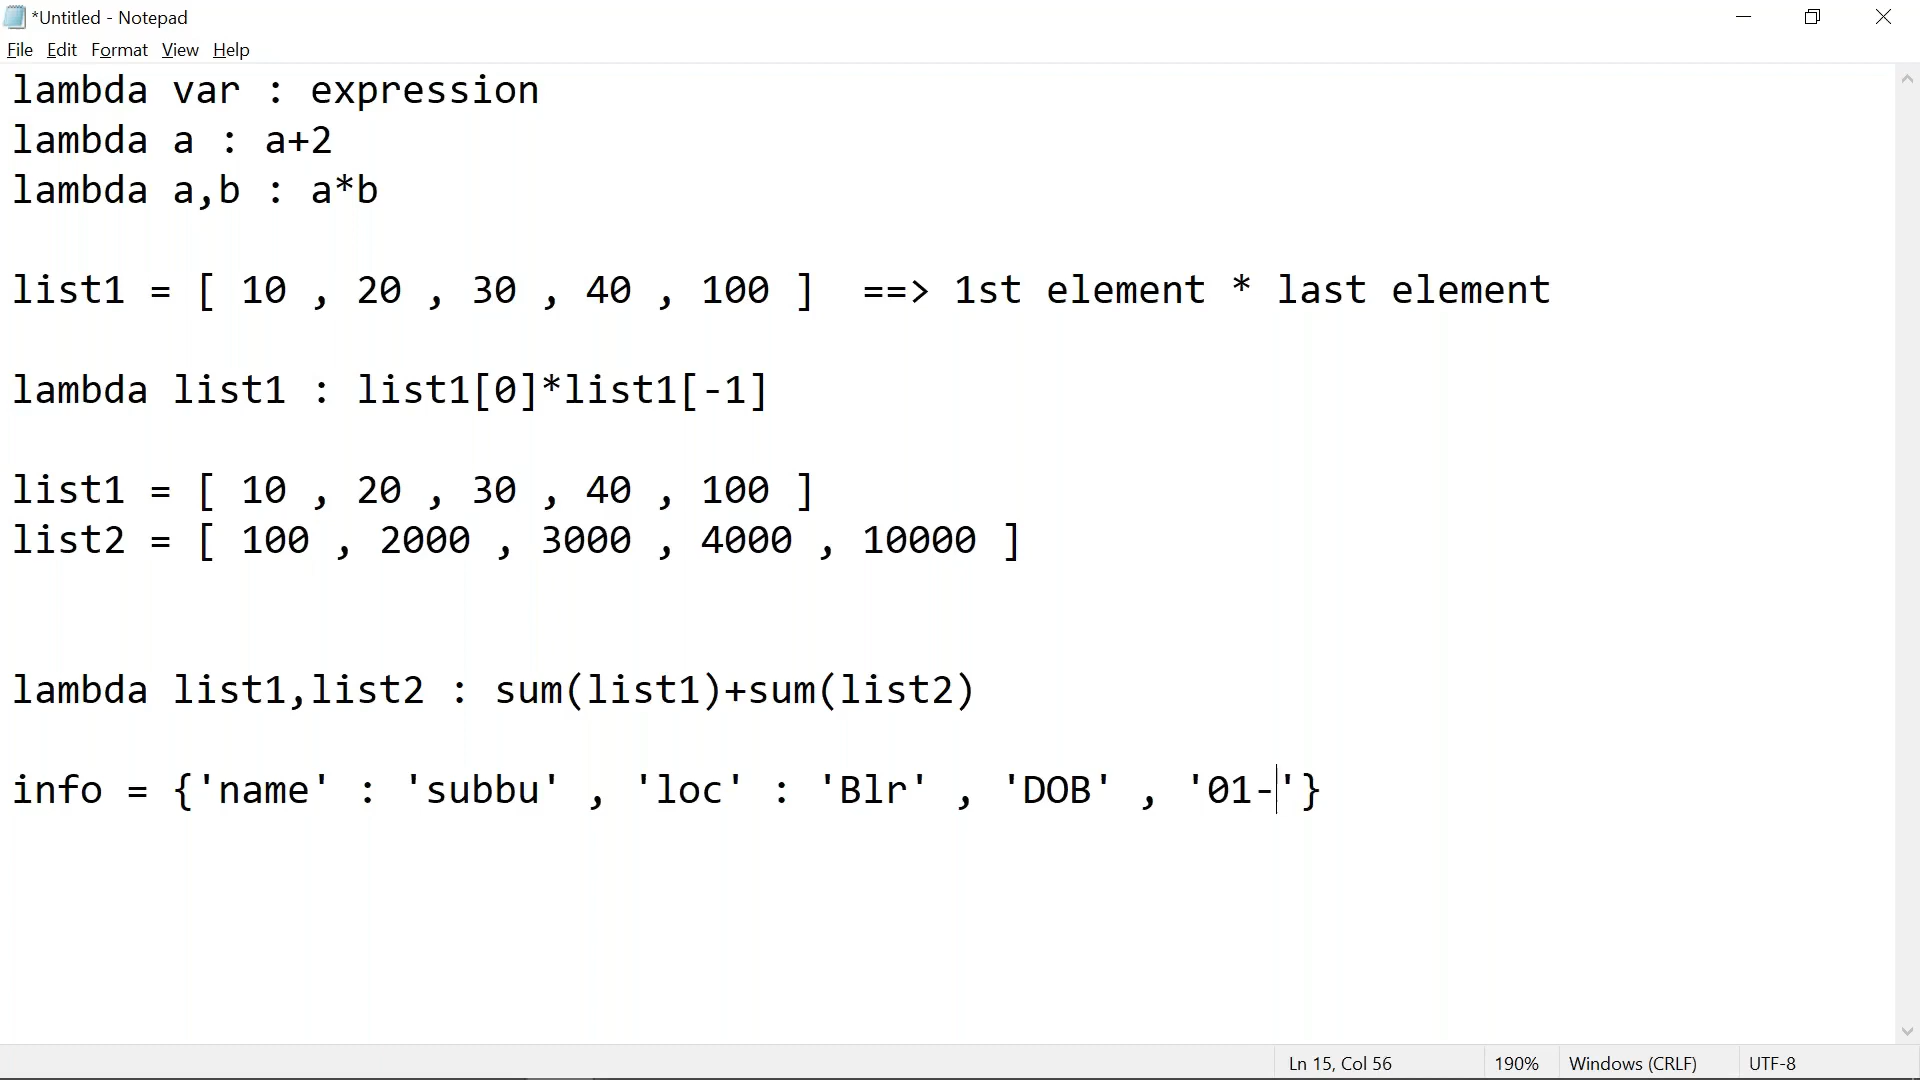 *Untitled - Notepad
File Edit Format View Help
lambda var : expression
lambda a : a+2
lambda a,b : a*b
list1 = [ 10 , 20 , 30 , 40 , 100 ]  ==> 1st element * last element
lambda list1 : list1[0]*list1[-1]
list1 = [ 10 , 20 , 30 , 40 , 100 ]
list2 = [ 100 , 2000 , 3000 , 4000 , 10000 ]
lambda list1,list2 : sum(list1)+sum(list2)
info = {'name' : 'subbu' , 'loc' : 'Blr' , 'DOB' , '01-'}
Ln 15, Col 56 190% Windows (CRLF) UTF-8